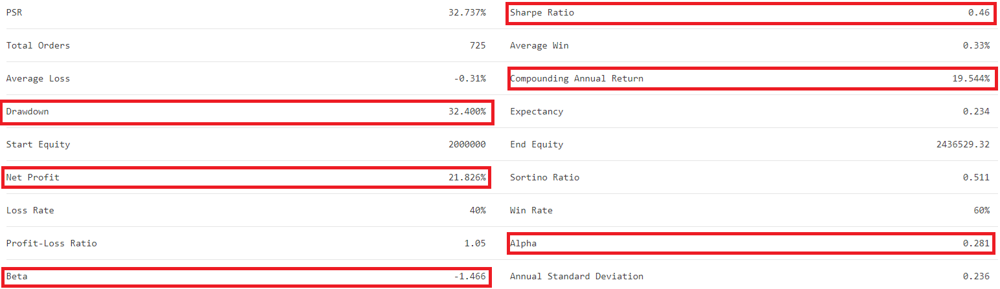 PSR 32.737% Sharpe Ratio 0.46
Total Orders 725 Average Win 0.33%
Average Loss -0.31% Compounding Annual Return 19.544%
Drawdown 32.400% Expectancy 0.234
Start Equity 2000000 End Equity 2436529.32
Net Profit 21.826% Sortino Ratio 0.511
Loss Rate 40% Win Rate 60%
Profit-Loss Ratio 1.05 Alpha 0.281
Beta -1.466 Annual Standard Deviation 0.236